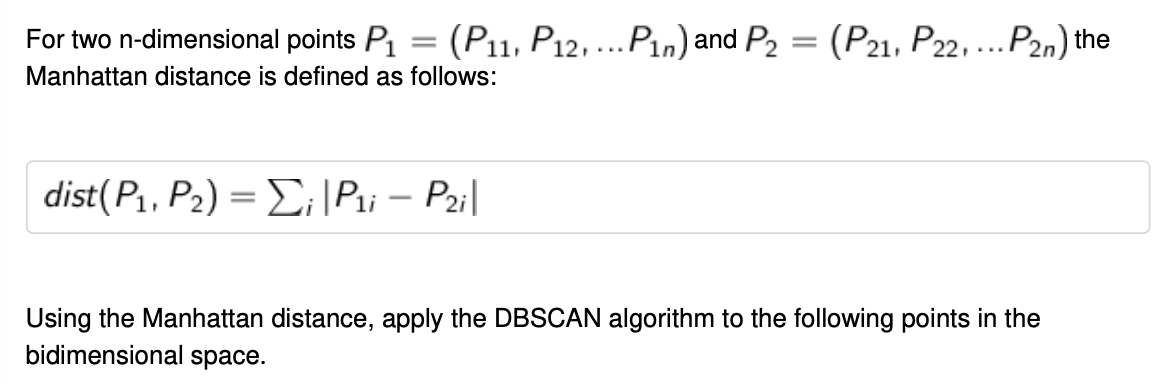 For two n-dimensional points P₁ = (P₁₁, P₁₂, ...P₁ₙ) and P₂ = (P₂₁, P₂₂, ...P₂ₙ) the
Manhattan distance is defined as follows:
dist(P₁, P₂) = ∑ᵢ |P₁ᵢ − P₂ᵢ|
Using the Manhattan distance, apply the DBSCAN algorithm to the following points in the
bidimensional space.